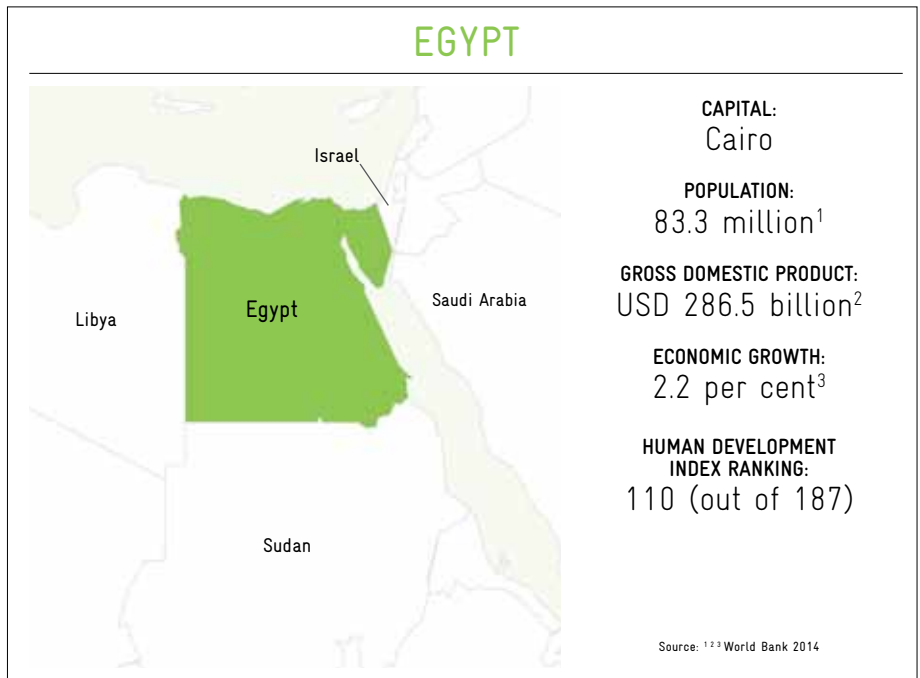 EGYPT
Israel
Libya
Egypt
Saudi Arabia
Sudan
CAPITAL:
Cairo
POPULATION:
83.3 million¹
GROSS DOMESTIC PRODUCT:
USD 286.5 billion²
ECONOMIC GROWTH:
2.2 per cent³
HUMAN DEVELOPMENT
INDEX RANKING:
110 (out of 187)
Source: ¹ ² ³ World Bank 2014